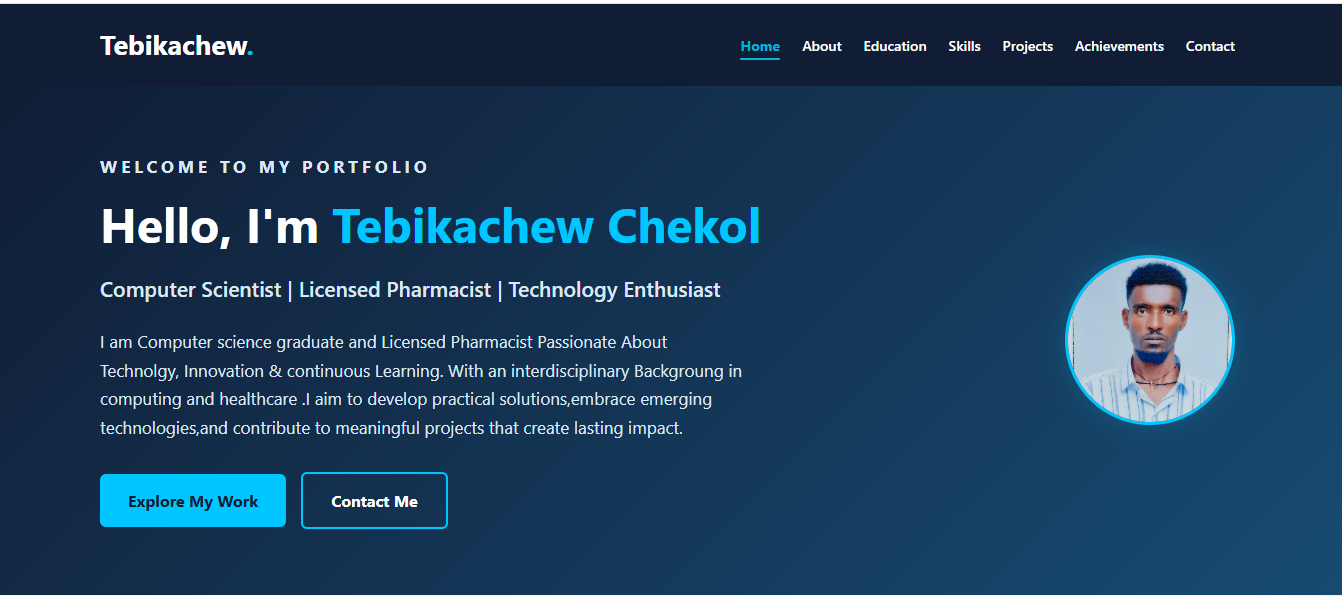 Tebikachew.
Home About Education Skills Projects Achievements Contact
WELCOME TO MY PORTFOLIO
Hello, I'm Tebikachew Chekol
Computer Scientist | Licensed Pharmacist | Technology Enthusiast
I am Computer science graduate and Licensed Pharmacist Passionate About
Technolgy, Innovation & continuous Learning. With an interdisciplinary Backgroung in
computing and healthcare .I aim to develop practical solutions,embrace emerging
technologies,and contribute to meaningful projects that create lasting impact.
Explore My Work
Contact Me